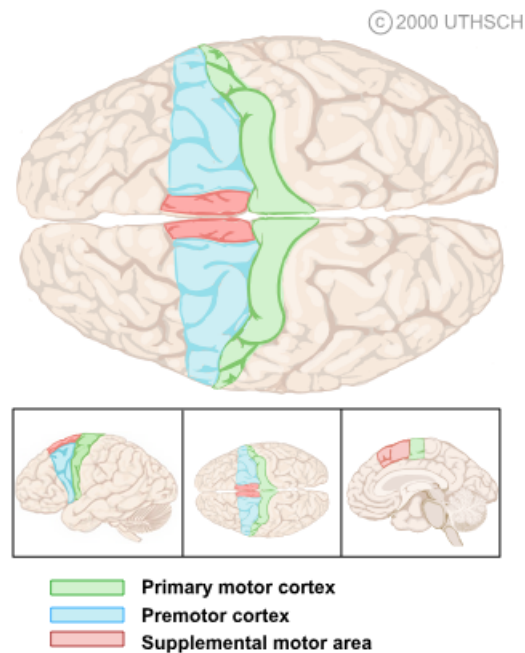 © 2000 UTHSCH
Primary motor cortex
Premotor cortex
Supplemental motor area